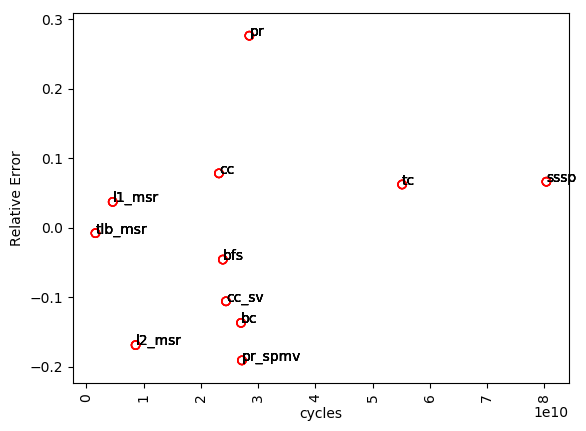 0.3
pr
0.2
0.1
cc
tc
sssp
l1_msr
0.0
tlb_msr
bfs
−0.1
cc_sv
bc
l2_msr
pr_spmv
−0.2
Relative Error
0 1 2 3 4 5 6 7 8
1e10
cycles